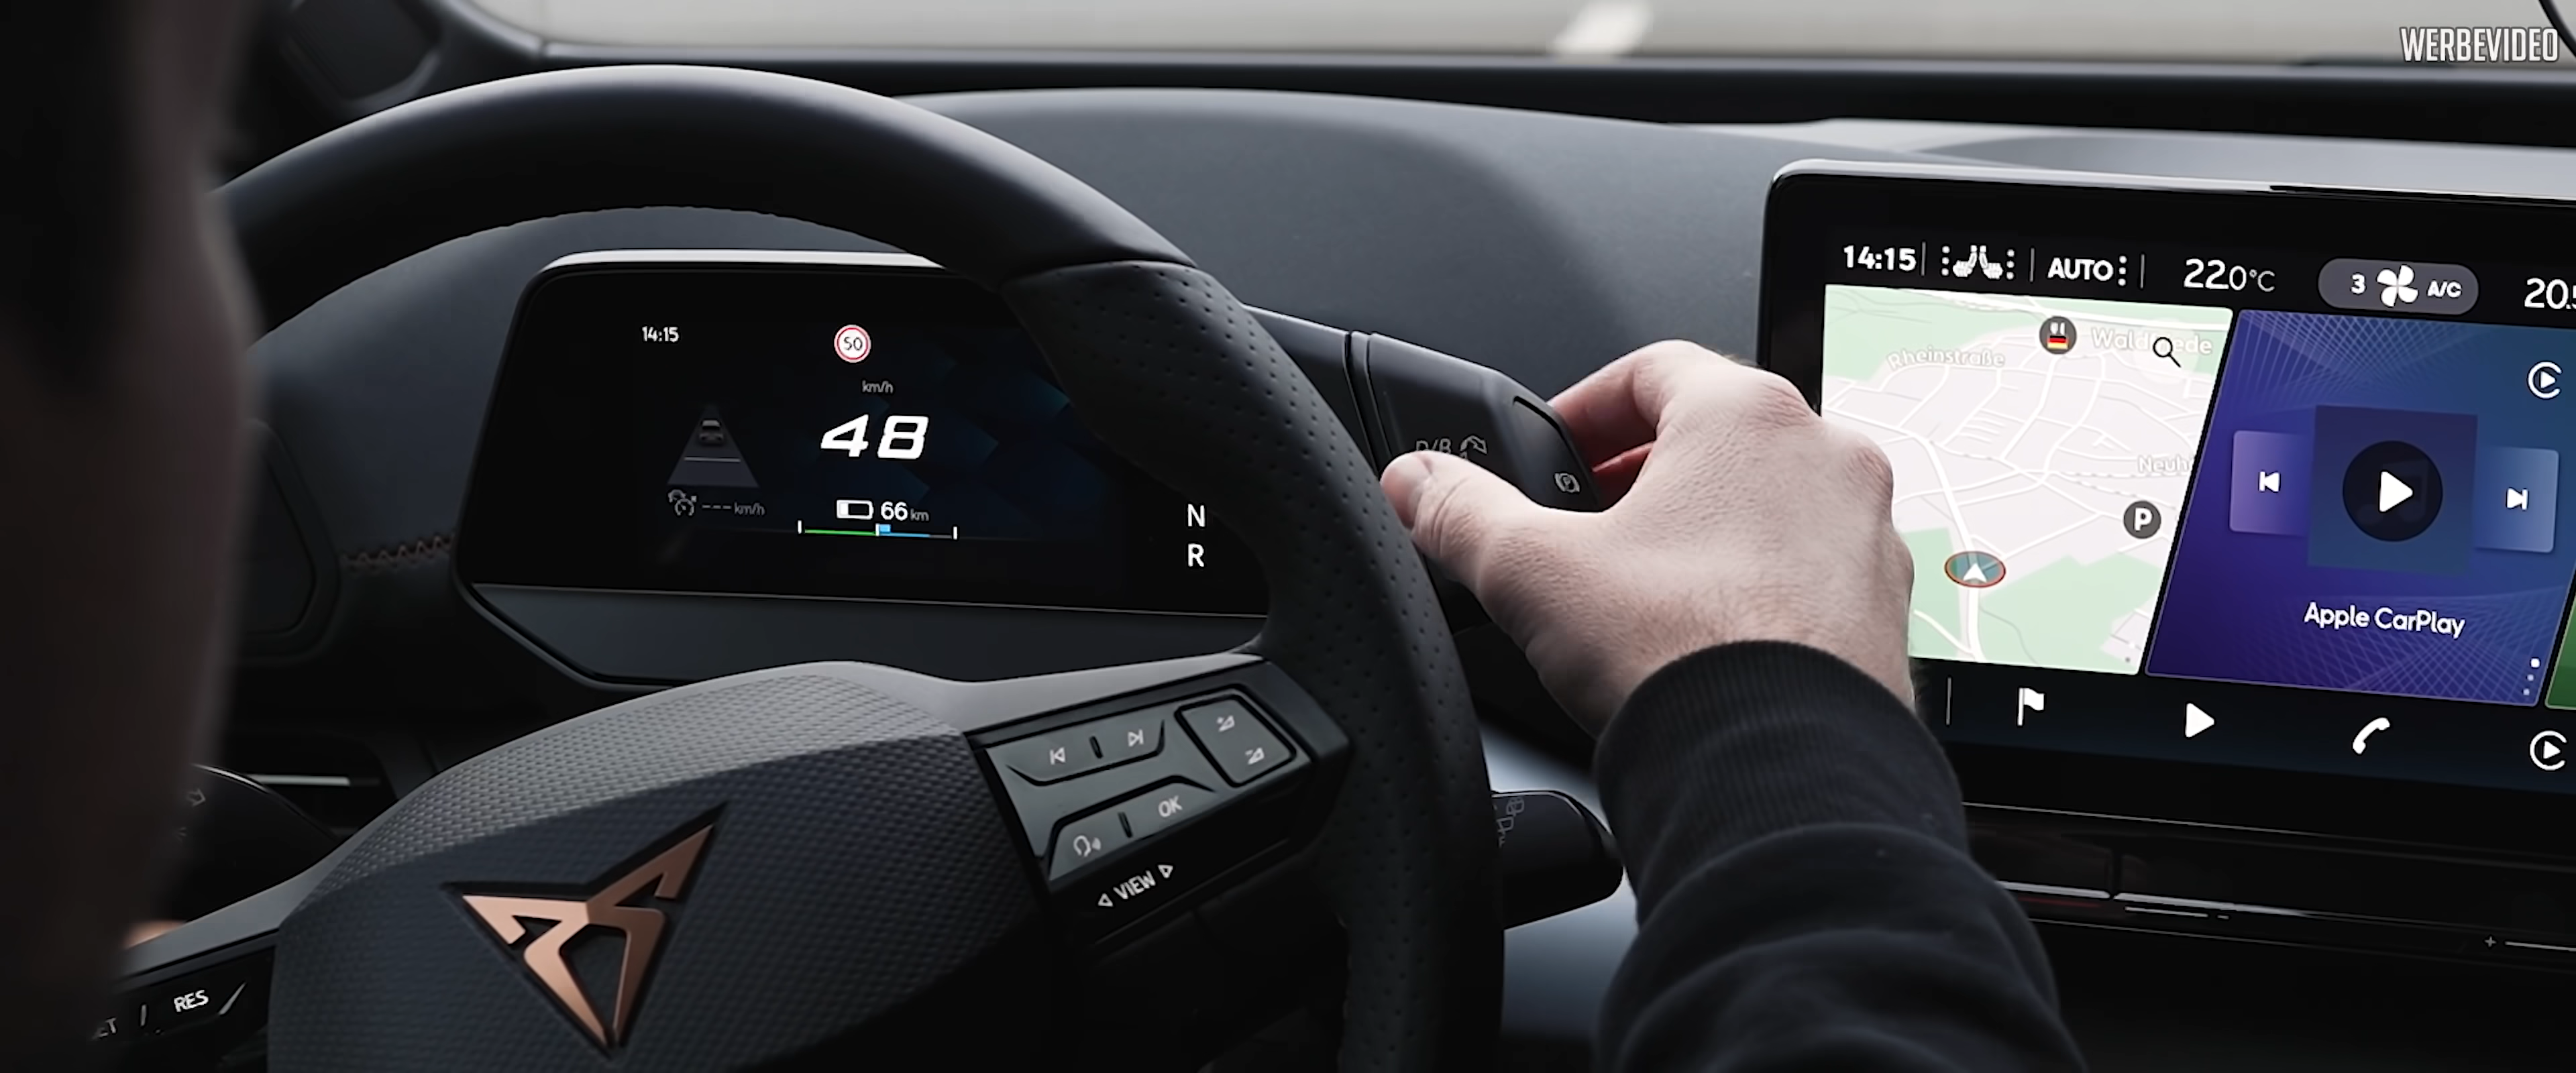 WERBEVIDEO
14:15
50
km/h
48
--- km/h
66 km
N
R
14:15 AUTO 22.0°C 3 A/C
Rheinstraße
P
Apple CarPlay
OK
VIEW
RES